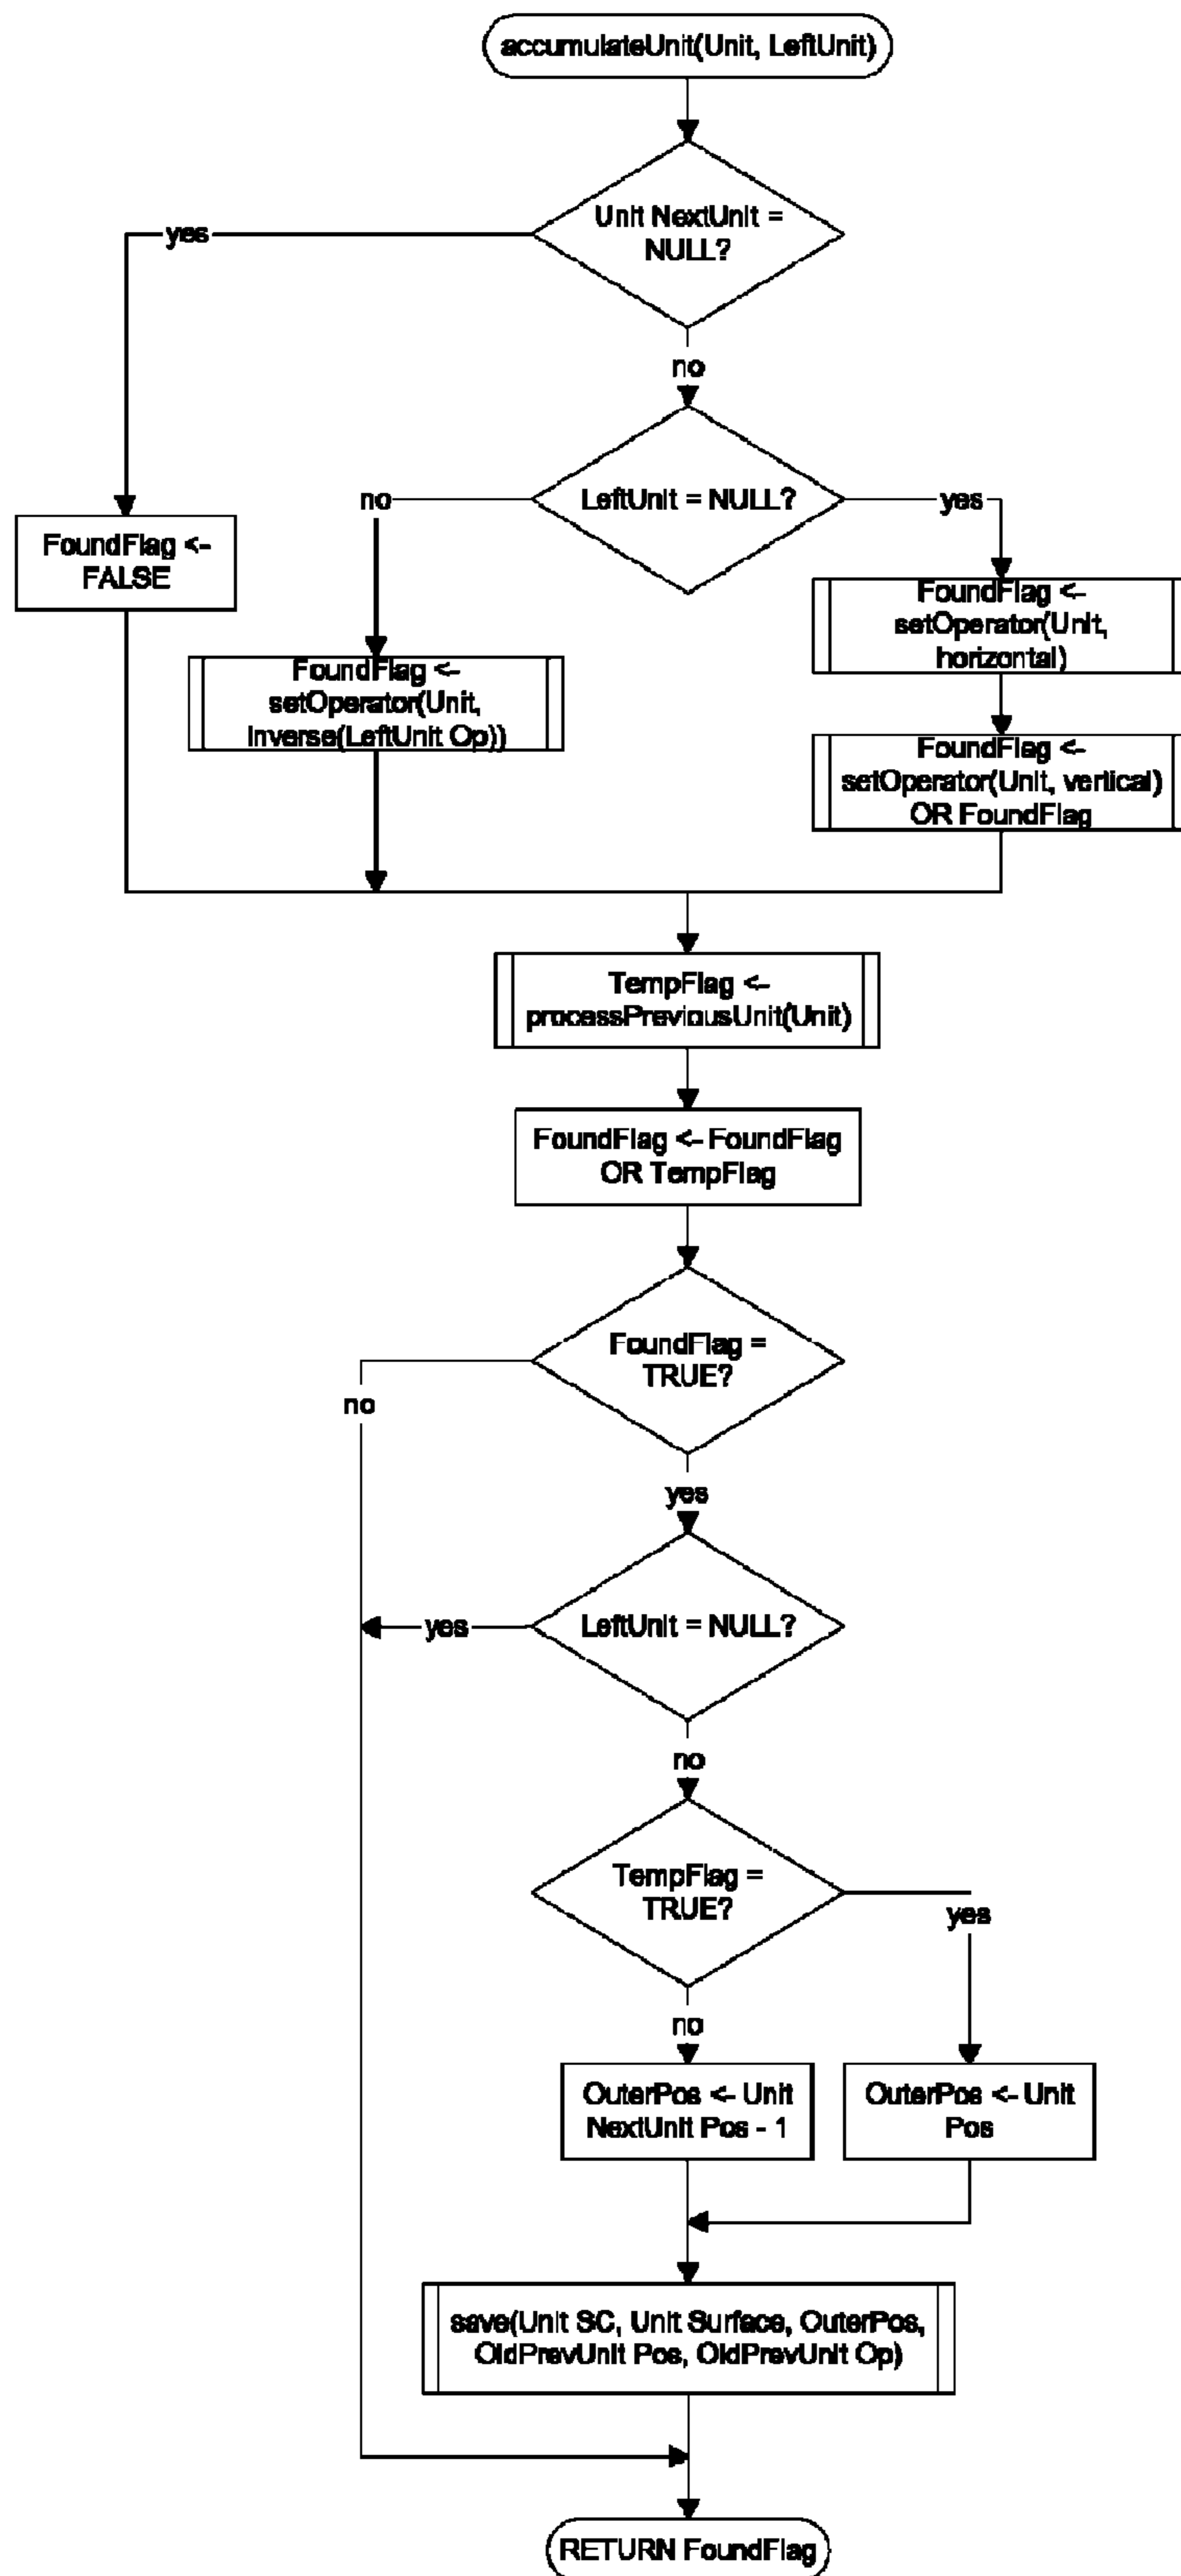 accumulateUnit(Unit, LeftUnit)
Unit NextUnit =
NULL?
yes
no
LeftUnit = NULL?
no
yes
FoundFlag <-
FALSE
FoundFlag <-
setOperator(Unit,
horizontal)
FoundFlag <-
setOperator(Unit,
Inverse(LeftUnit Op))
FoundFlag <-
setOperator(Unit, vertical)
OR FoundFlag
TempFlag <-
processPreviousUnit(Unit)
FoundFlag <- FoundFlag
OR TempFlag
FoundFlag =
TRUE?
no
yes
LeftUnit = NULL?
yes
no
TempFlag =
TRUE?
yes
no
OuterPos <- Unit
NextUnit Pos - 1
OuterPos <- Unit
Pos
save(Unit SC, Unit Surface, OuterPos,
OldPrevUnit Pos, OldPrevUnit Op)
RETURN FoundFlag